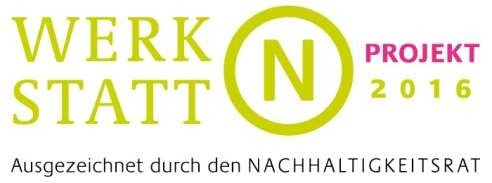 WERK
STATT
N
PROJEKT
2016
Ausgezeichnet durch den NACHHALTIGKEITSRAT